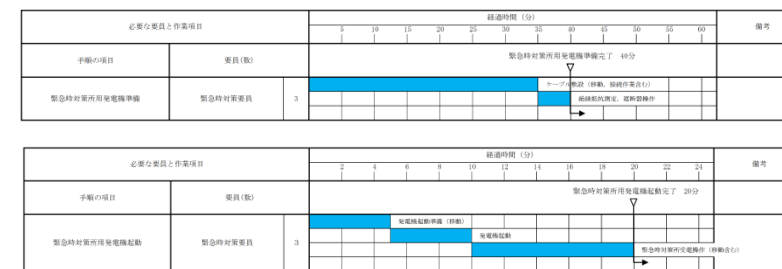 必要な要員と作業項目
経過時間（分）
備考
5 10 15 20 25 30 35 40 45 50 55 60
手順の項目
要員(数)
緊急時対策所用発電機準備完了 40分
緊急時対策所用発電機準備
緊急時対策要員
3
ケーブル敷設（移動，接続作業含む）
絶縁抵抗測定，遮断器操作
必要な要員と作業項目
経過時間（分）
備考
2 4 6 8 10 12 14 16 18 20 22 24
手順の項目
要員(数)
緊急時対策所用発電機起動完了 20分
緊急時対策所用発電機起動
緊急時対策要員
3
発電機起動準備（移動）
発電機起動
緊急時対策所受電操作（移動含む）